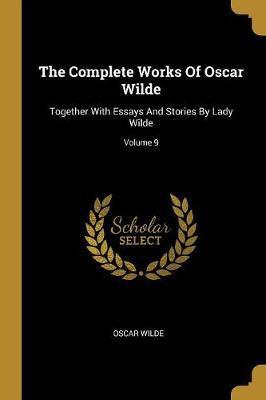 The Complete Works Of Oscar
Wilde
Together With Essays And Stories By Lady
Wilde
Volume 9
SCHOLAR
SELECT
OSCAR WILDE